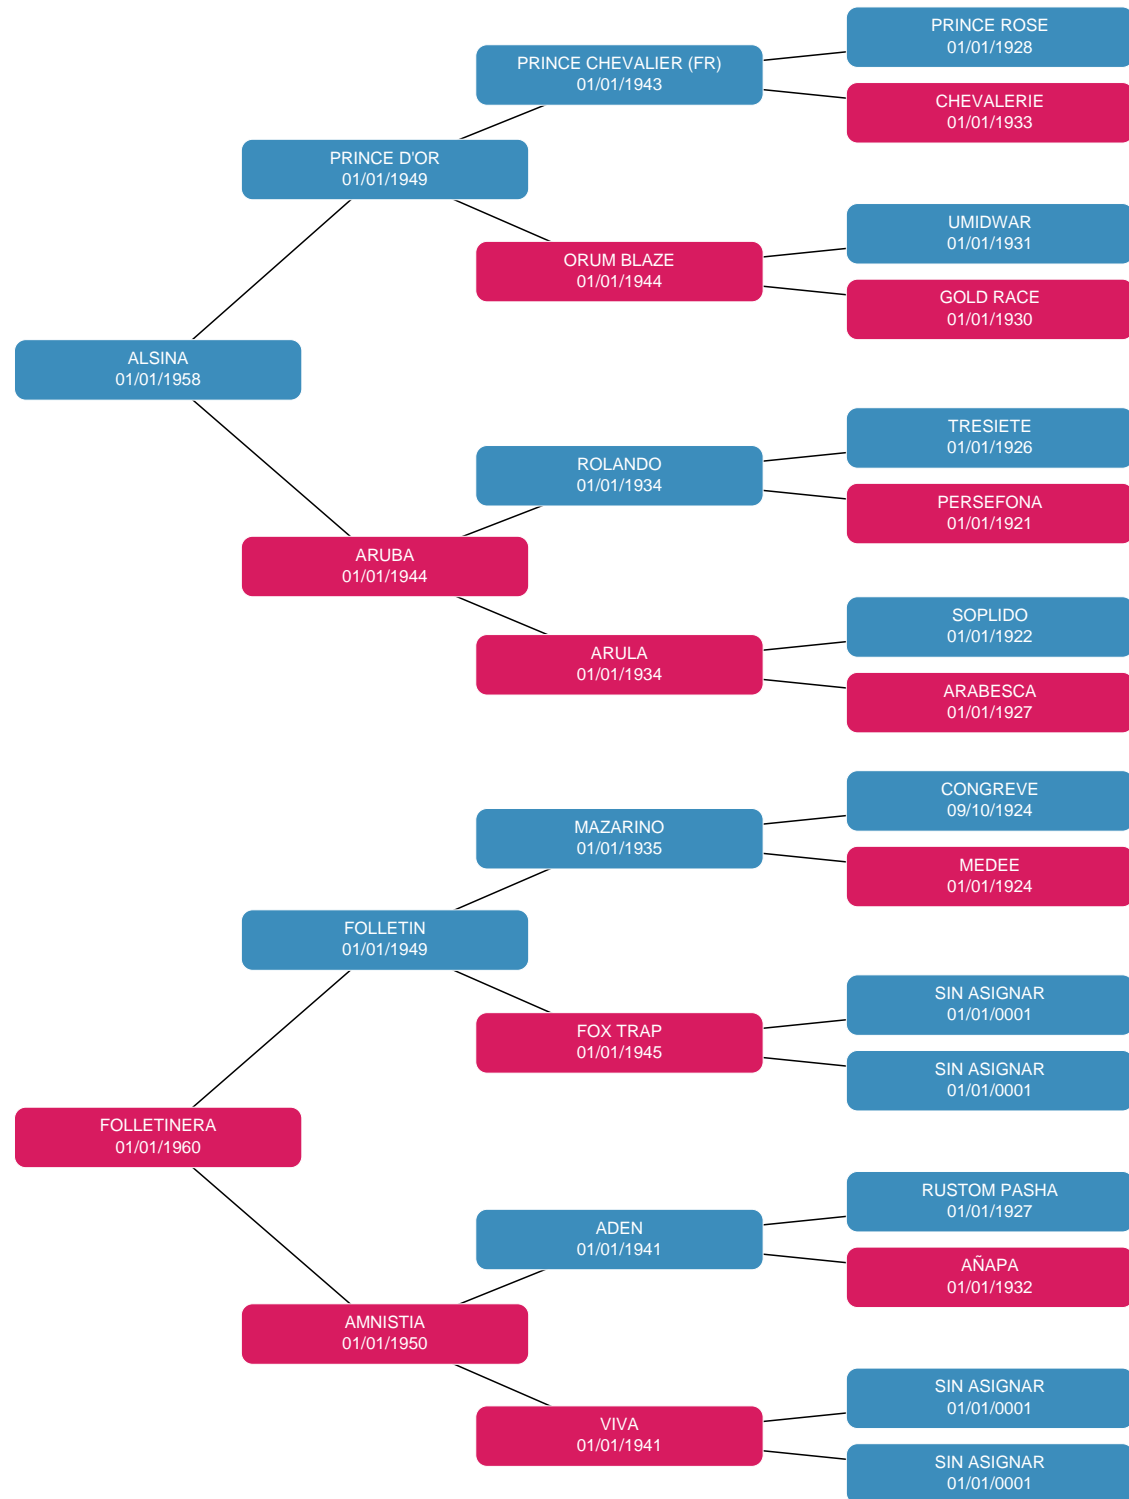 PRINCE ROSE
01/01/1928
PRINCE CHEVALIER (FR)
01/01/1943
CHEVALERIE
01/01/1933
PRINCE D'OR
01/01/1949
UMIDWAR
01/01/1931
ORUM BLAZE
01/01/1944
GOLD RACE
01/01/1930
ALSINA
01/01/1958
TRESIETE
01/01/1926
ROLANDO
01/01/1934
PERSEFONA
01/01/1921
ARUBA
01/01/1944
SOPLIDO
01/01/1922
ARULA
01/01/1934
ARABESCA
01/01/1927
CONGREVE
09/10/1924
MAZARINO
01/01/1935
MEDEE
01/01/1924
FOLLETIN
01/01/1949
SIN ASIGNAR
01/01/0001
FOX TRAP
01/01/1945
SIN ASIGNAR
01/01/0001
FOLLETINERA
01/01/1960
RUSTOM PASHA
01/01/1927
ADEN
01/01/1941
AÑAPA
01/01/1932
AMNISTIA
01/01/1950
SIN ASIGNAR
01/01/0001
VIVA
01/01/1941
SIN ASIGNAR
01/01/0001